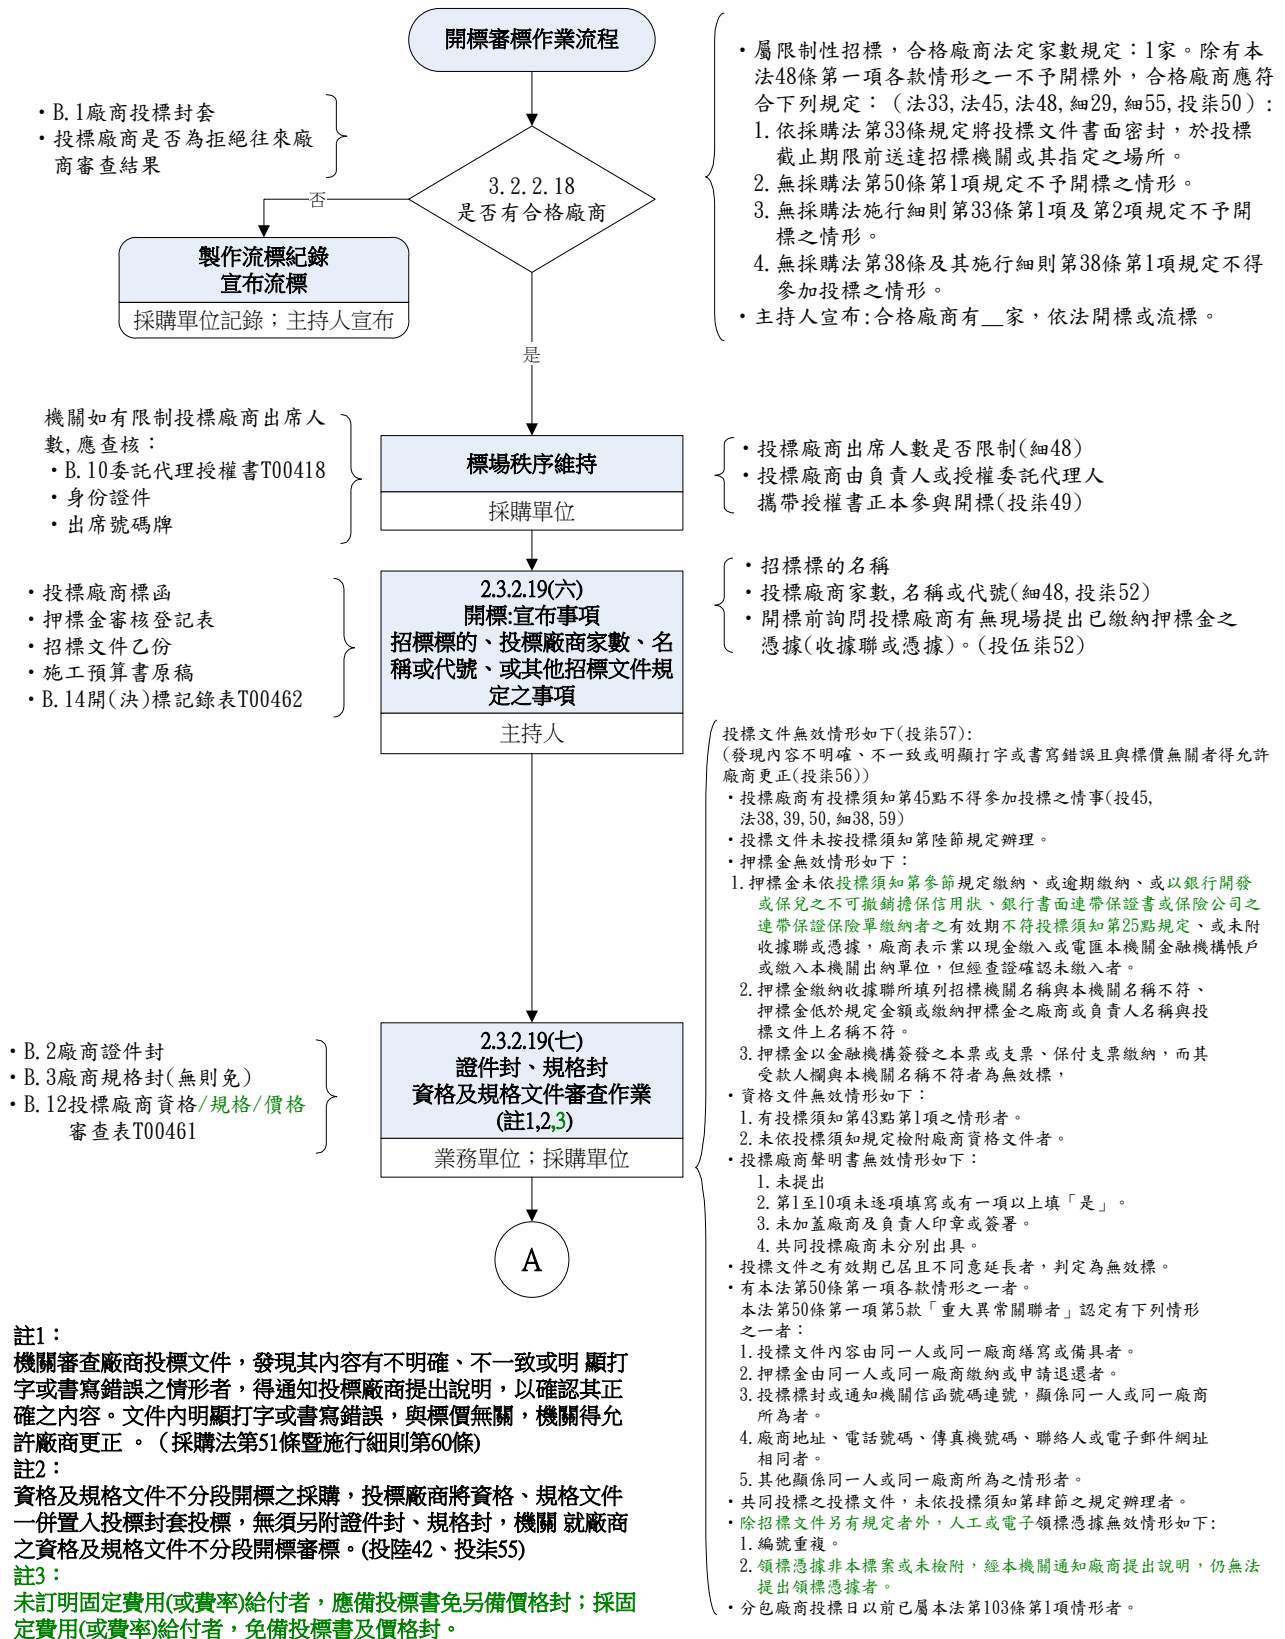 開標審標作業流程
・屬限制性招標，合格廠商法定家數規定：1家。除有本
法48條第一項各款情形之一不予開標外，合格廠商應符
合下列規定：（法33,法45,法48,細29,細55,投柒50）:
1.依採購法第33條規定將投標文件書面密封，於投標
截止期限前送達招標機關或其指定之場所。
2.無採購法第50條第1項規定不予開標之情形。
3.無採購法施行細則第33條第1項及第2項規定不予開
標之情形。
4.無採購法第38條及其施行細則第38條第1項規定不得
參加投標之情形。
・主持人宣布:合格廠商有__家，依法開標或流標。
・B.1廠商投標封套
・投標廠商是否為拒絕往來廠
商審查結果
3.2.2.18
是否有合格廠商
否
製作流標紀錄
宣布流標
採購單位記錄；主持人宣布
是
機關如有限制投標廠商出席人
數,應查核：
・B.10委託代理授權書T00418
・身份證件
・出席號碼牌
標場秩序維持
採購單位
・投標廠商出席人數是否限制(細48)
・投標廠商由負責人或授權委託代理人
攜帶授權書正本參與開標(投柒49)
・投標廠商標函
・押標金審核登記表
・招標文件乙份
・施工預算書原稿
・B.14開(決)標記錄表T00462
2.3.2.19(六)
開標:宣布事項
招標標的、投標廠商家數、名
稱或代號、或其他招標文件規
定之事項
主持人
・招標標的名稱
・投標廠商家數,名稱或代號(細48,投柒52)
・開標前詢問投標廠商有無現場提出已繳納押標金之
憑據(收據聯或憑據)。(投伍柒52)
・B.2廠商證件封
・B.3廠商規格封(無則免)
・B.12投標廠商資格/規格/價格
審查表T00461
2.3.2.19(七)
證件封、規格封
資格及規格文件審查作業
(註1,2,3)
業務單位；採購單位
A
投標文件無效情形如下(投柒57):
(發現內容不明確、不一致或明顯打字或書寫錯誤且與標價無關者得允許
廠商更正(投柒56))
・投標廠商有投標須知第45點不得參加投標之情事(投45,
法38,39,50,細38,59)
・投標文件未按投標須知第陸節規定辦理。
・押標金無效情形如下：
1.押標金未依投標須知第參節規定繳納、或逾期繳納、或以銀行開發
或保兌之不可撤銷擔保信用狀、銀行書面連帶保證書或保險公司之
連帶保證保險單繳納者之有效期不符投標須知第25點規定、或未附
收據聯或憑據，廠商表示業以現金繳入或電匯本機關金融機構帳戶
或繳入本機關出納單位，但經查證確認未繳入者。
2.押標金繳納收據聯所填列招標機關名稱與本機關名稱不符、
押標金低於規定金額或繳納押標金之廠商或負責人名稱與投
標文件上名稱不符。
3.押標金以金融機構簽發之本票或支票、保付支票繳納，而其
受款人欄與本機關名稱不符者為無效標，
・資格文件無效情形如下：
1.有投標須知第43點第1項之情形者。
2.未依投標須知規定檢附廠商資格文件者。
・投標廠商聲明書無效情形如下：
1.未提出
2.第1至10項未逐項填寫或有一項以上填「是」。
3.未加蓋廠商及負責人印章或簽署。
4.共同投標廠商未分別出具。
・投標文件之有效期已屆且不同意延長者，判定為無效標。
・有本法第50條第一項各款情形之一者。
本法第50條第一項第5款「重大異常關聯者」認定有下列情形
之一者：
1.投標文件內容由同一人或同一廠商繕寫或備具者。
2.押標金由同一人或同一廠商繳納或申請退還者。
3.投標標封或通知機關信函號碼連號，顯係同一人或同一廠商
所為者。
4.廠商地址、電話號碼、傳真機號碼、聯絡人或電子郵件網址
相同者。
5.其他顯係同一人或同一廠商所為之情形者。
・共同投標之投標文件，未依投標須知第肆節之規定辦理者。
・除招標文件另有規定者外，人工或電子領標憑據無效情形如下:
1.編號重複。
2.領標憑據非本標案或未檢附，經本機關通知廠商提出說明，仍無法
提出領標憑據者。
・分包廠商投標日以前已屬本法第103條第1項情形者。
註1：
機關審查廠商投標文件，發現其內容有不明確、不一致或明 顯打
字或書寫錯誤之情形者，得通知投標廠商提出說明，以確認其正
確之內容。文件內明顯打字或書寫錯誤，與標價無關，機關得允
許廠商更正 。（採購法第51條暨施行細則第60條)
註2：
資格及規格文件不分段開標之採購，投標廠商將資格、規格文件
一併置入投標封套投標，無須另附證件封、規格封，機關 就廠商
之資格及規格文件不分段開標審標。(投陸42、投柒55)
註3：
未訂明固定費用(或費率)給付者，應備投標書免另備價格封；採固
定費用(或費率)給付者，免備投標書及價格封。